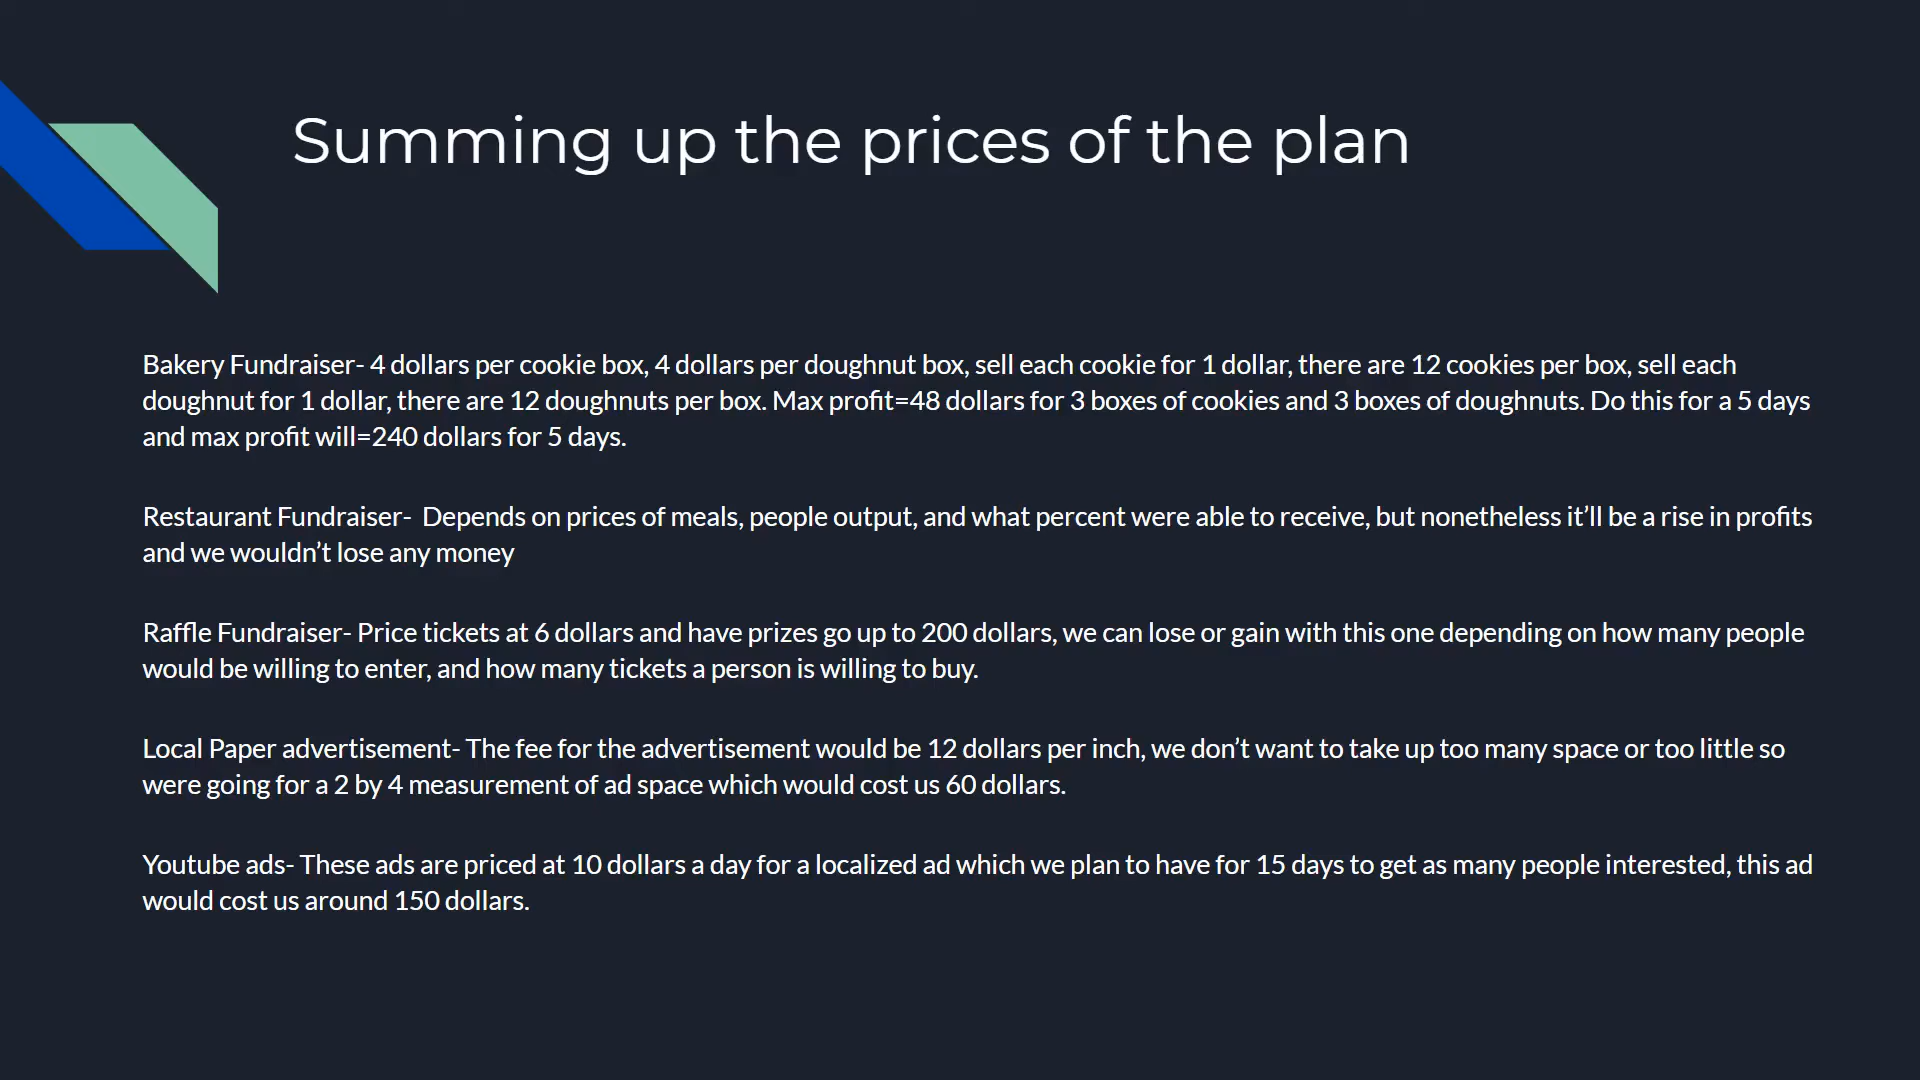 Summing up the prices of the plan
Bakery Fundraiser- 4 dollars per cookie box, 4 dollars per doughnut box, sell each cookie for 1 dollar, there are 12 cookies per box, sell each
doughnut for 1 dollar, there are 12 doughnuts per box. Max profit=48 dollars for 3 boxes of cookies and 3 boxes of doughnuts. Do this for a 5 days
and max profit will=240 dollars for 5 days.
Restaurant Fundraiser-  Depends on prices of meals, people output, and what percent were able to receive, but nonetheless it’ll be a rise in profits
and we wouldn’t lose any money
Raffle Fundraiser- Price tickets at 6 dollars and have prizes go up to 200 dollars, we can lose or gain with this one depending on how many people
would be willing to enter, and how many tickets a person is willing to buy.
Local Paper advertisement- The fee for the advertisement would be 12 dollars per inch, we don’t want to take up too many space or too little so
were going for a 2 by 4 measurement of ad space which would cost us 60 dollars.
Youtube ads- These ads are priced at 10 dollars a day for a localized ad which we plan to have for 15 days to get as many people interested, this ad
would cost us around 150 dollars.